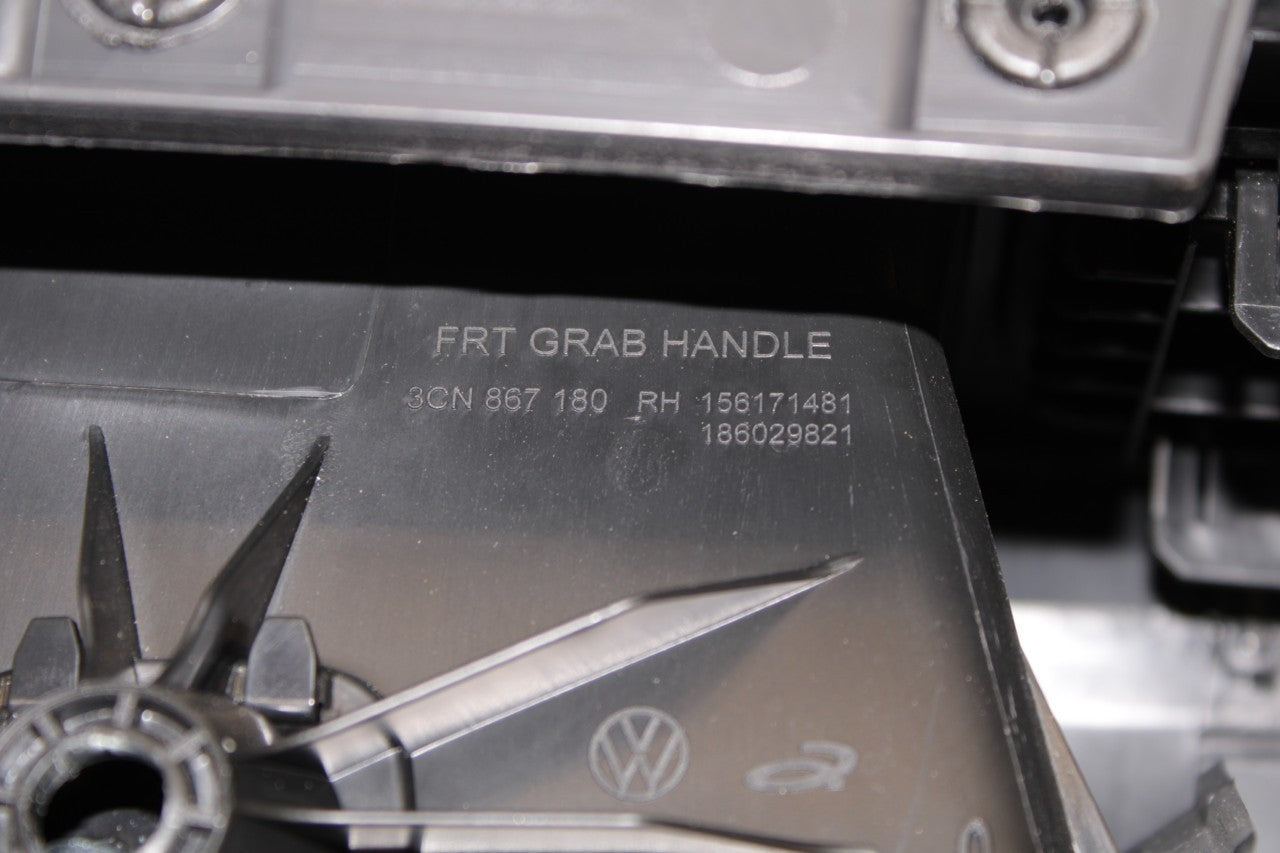 FRT GRAB HANDLE
3CN 867 180 RH 156171481
186029821